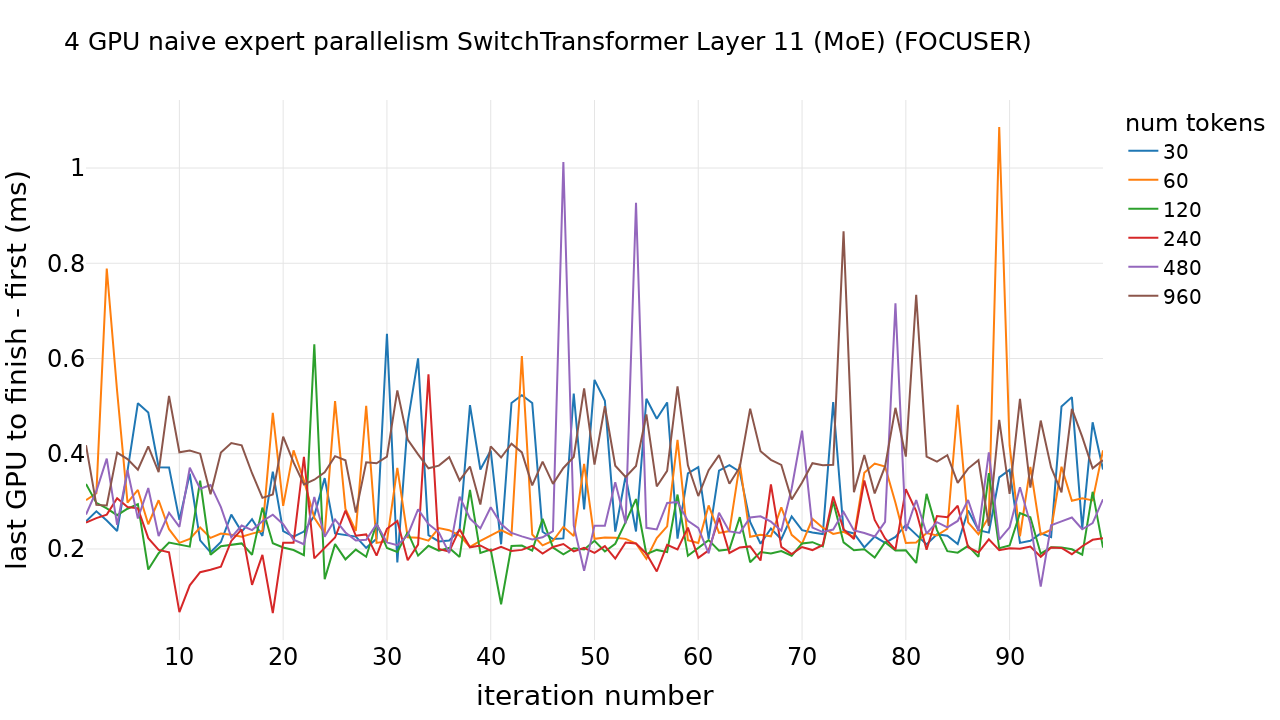 4 GPU naive expert parallelism SwitchTransformer Layer 11 (MoE) (FOCUSER)
last GPU to finish - first (ms)
1
0.8
0.6
0.4
0.2
10 20 30 40 50 60 70 80 90
iteration number
num tokens
30
60
120
240
480
960